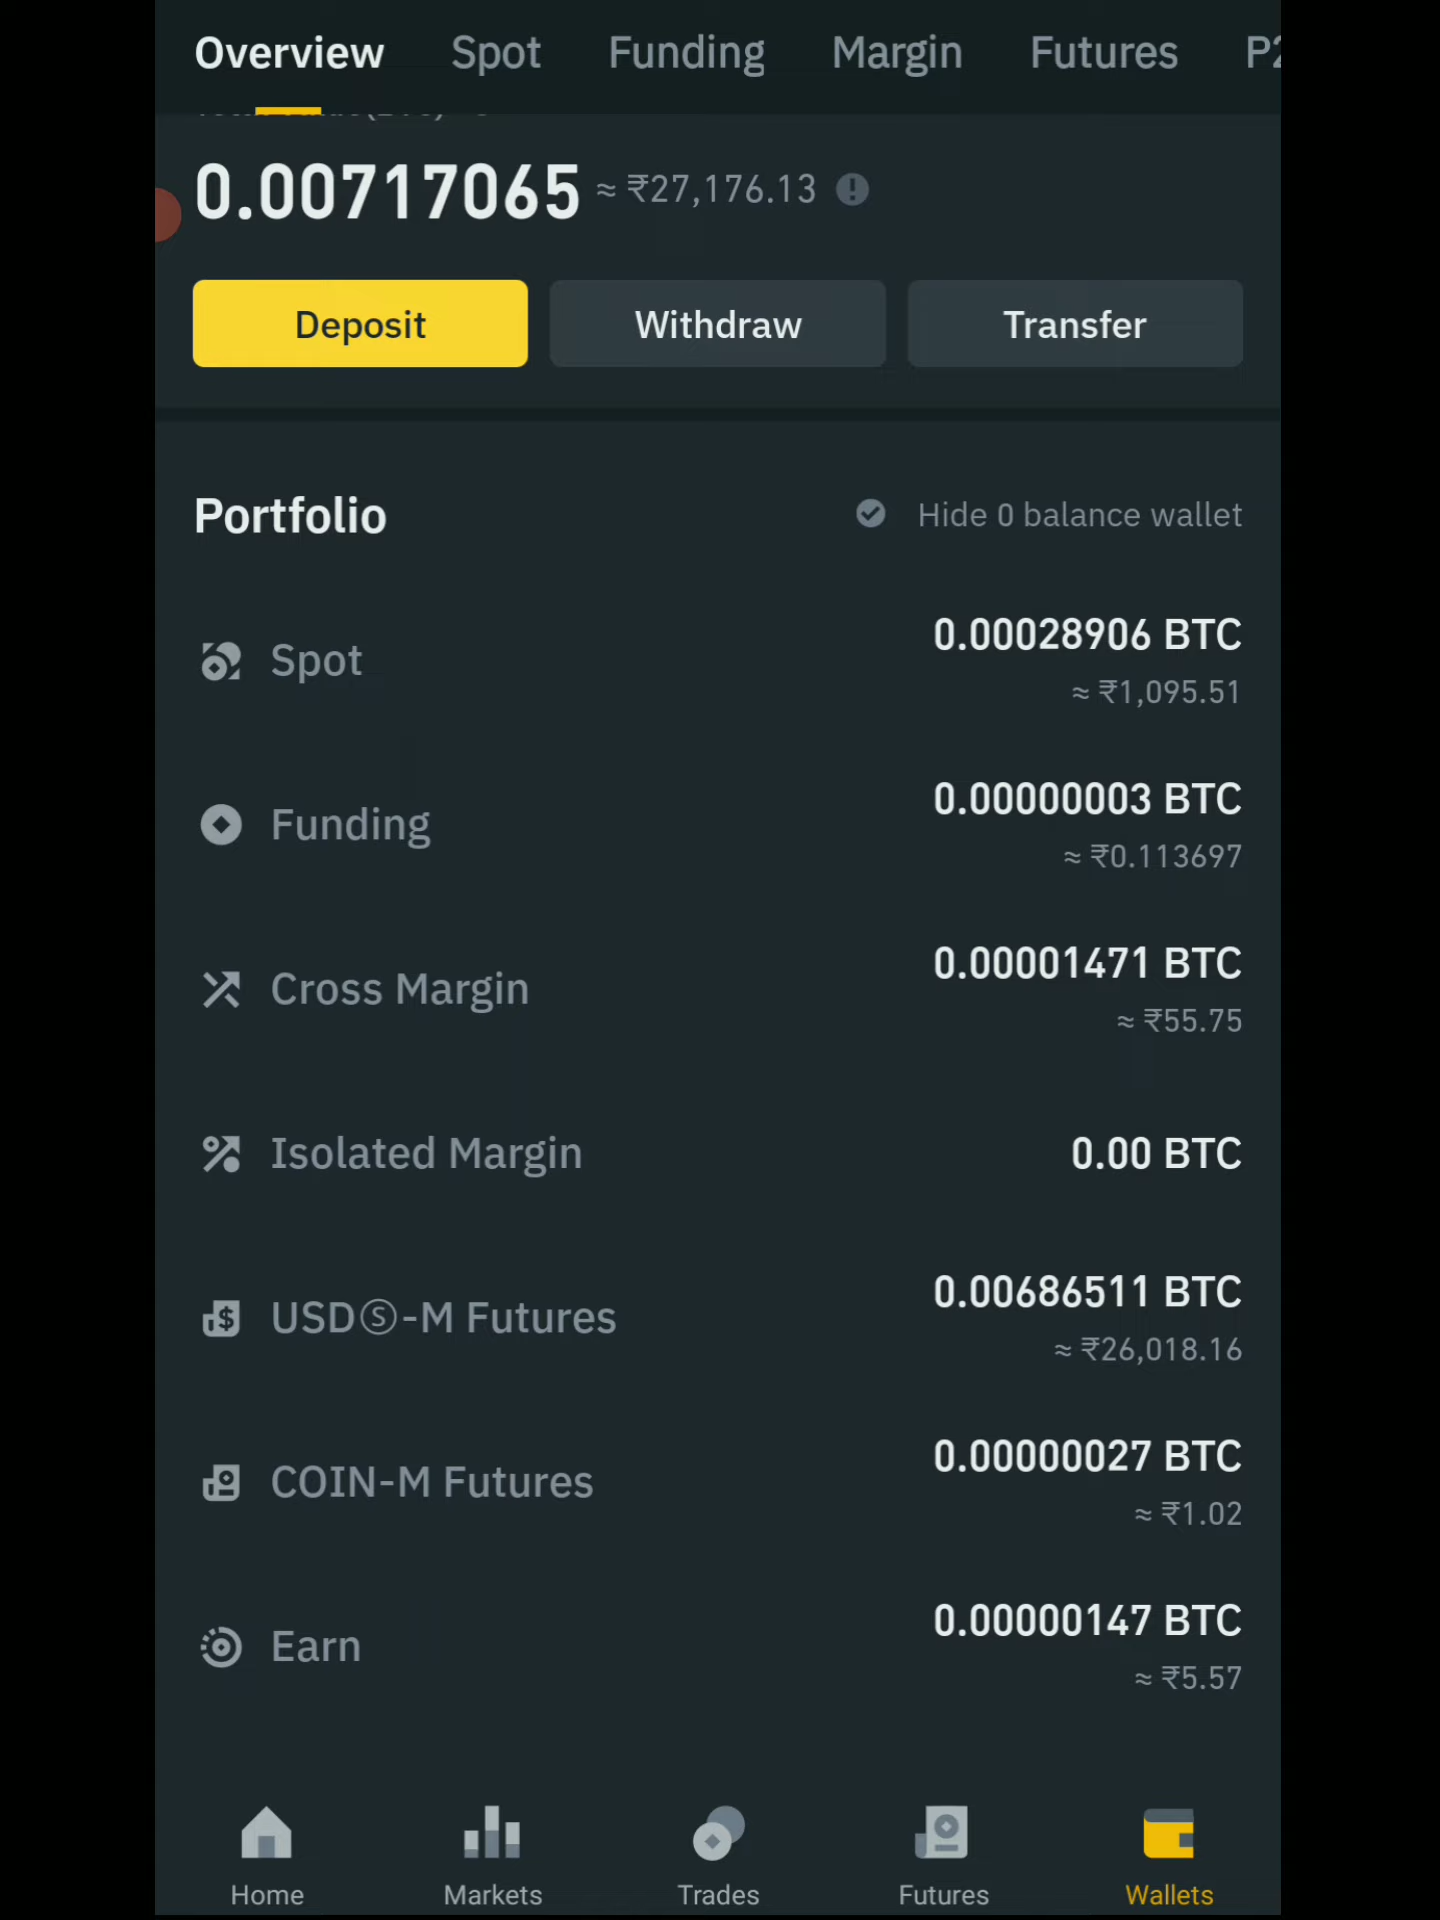 Overview Spot Funding Margin Futures
0.00717065 ≈ ₹27,176.13
Deposit Withdraw Transfer
Portfolio Hide 0 balance wallet
Spot 0.00028906 BTC
≈ ₹1,095.51
Funding 0.00000003 BTC
≈ ₹0.113697
Cross Margin 0.00001471 BTC
≈ ₹55.75
Isolated Margin 0.00 BTC
USDⓈ-M Futures 0.00686511 BTC
≈ ₹26,018.16
COIN-M Futures 0.00000027 BTC
≈ ₹1.02
Earn 0.00000147 BTC
≈ ₹5.57
Home Markets Trades Futures Wallets